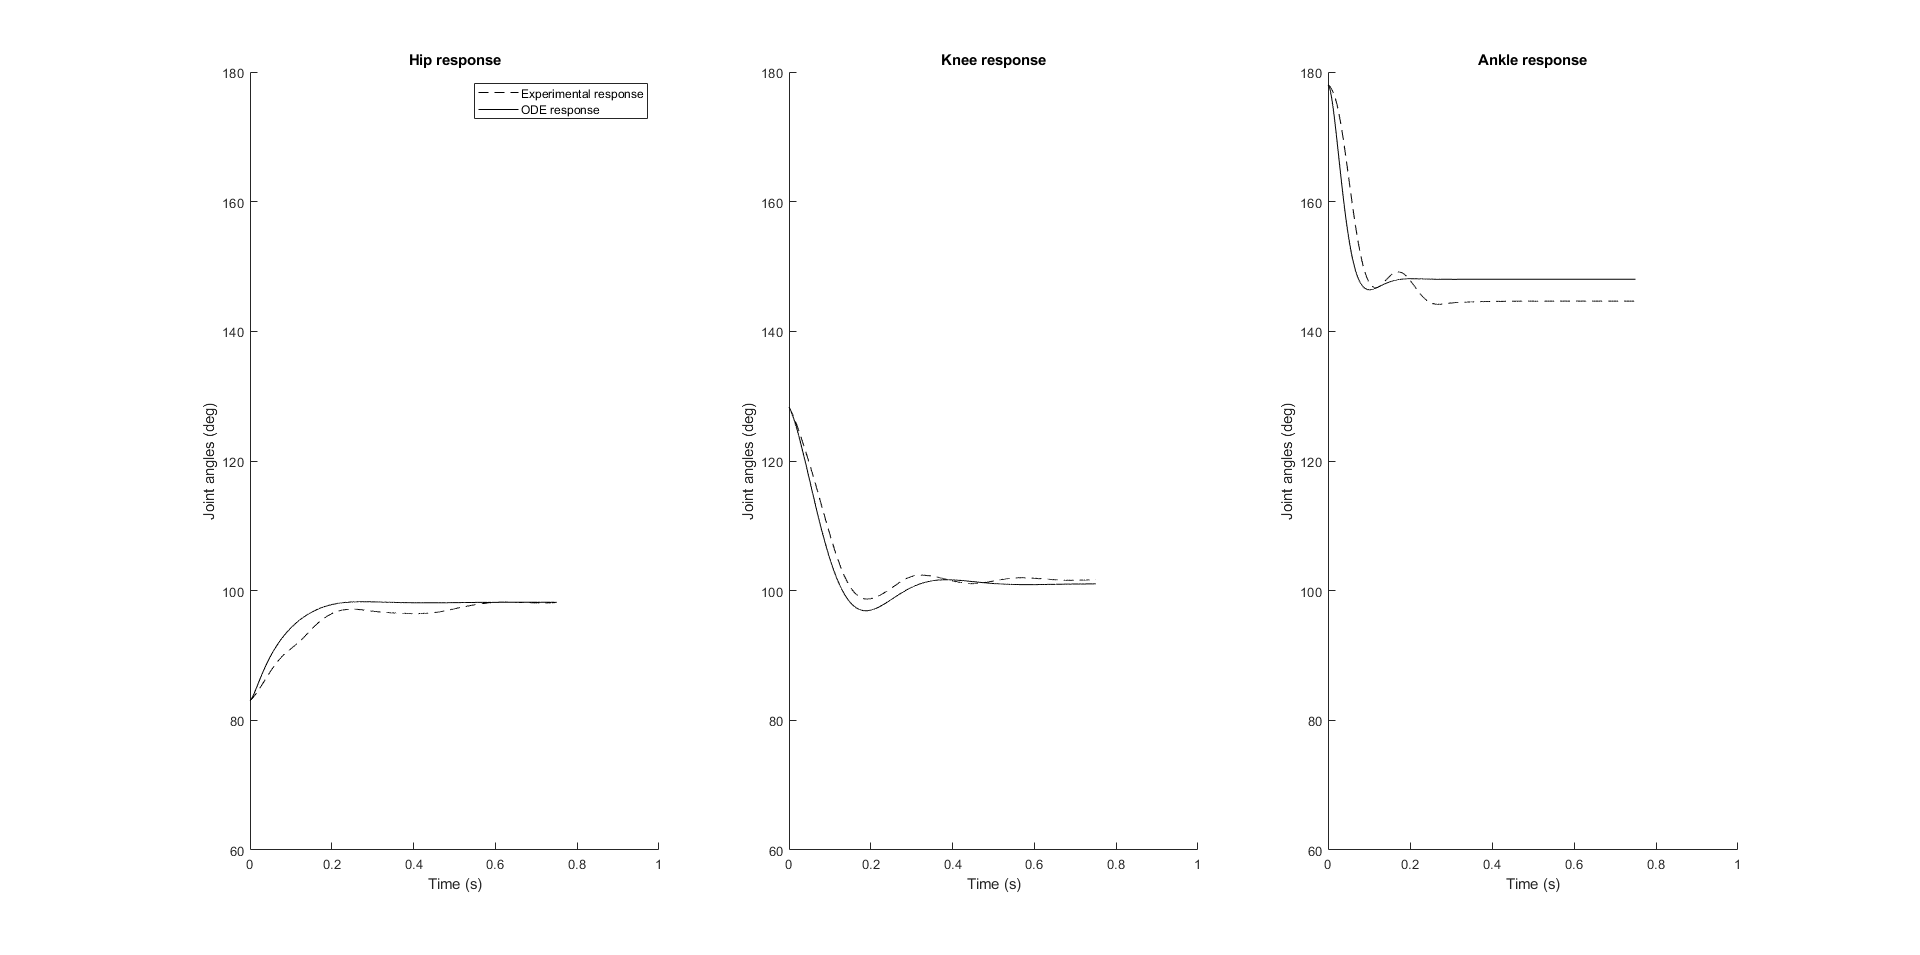 Hip response
Experimental response
ODE response
180
160
140
120
100
80
60
Joint angles (deg)
0 0.2 0.4 0.6 0.8 1
Time (s)
Knee response
180
160
140
120
100
80
60
Joint angles (deg)
0 0.2 0.4 0.6 0.8 1
Time (s)
Ankle response
180
160
140
120
100
80
60
Joint angles (deg)
0 0.2 0.4 0.6 0.8 1
Time (s)